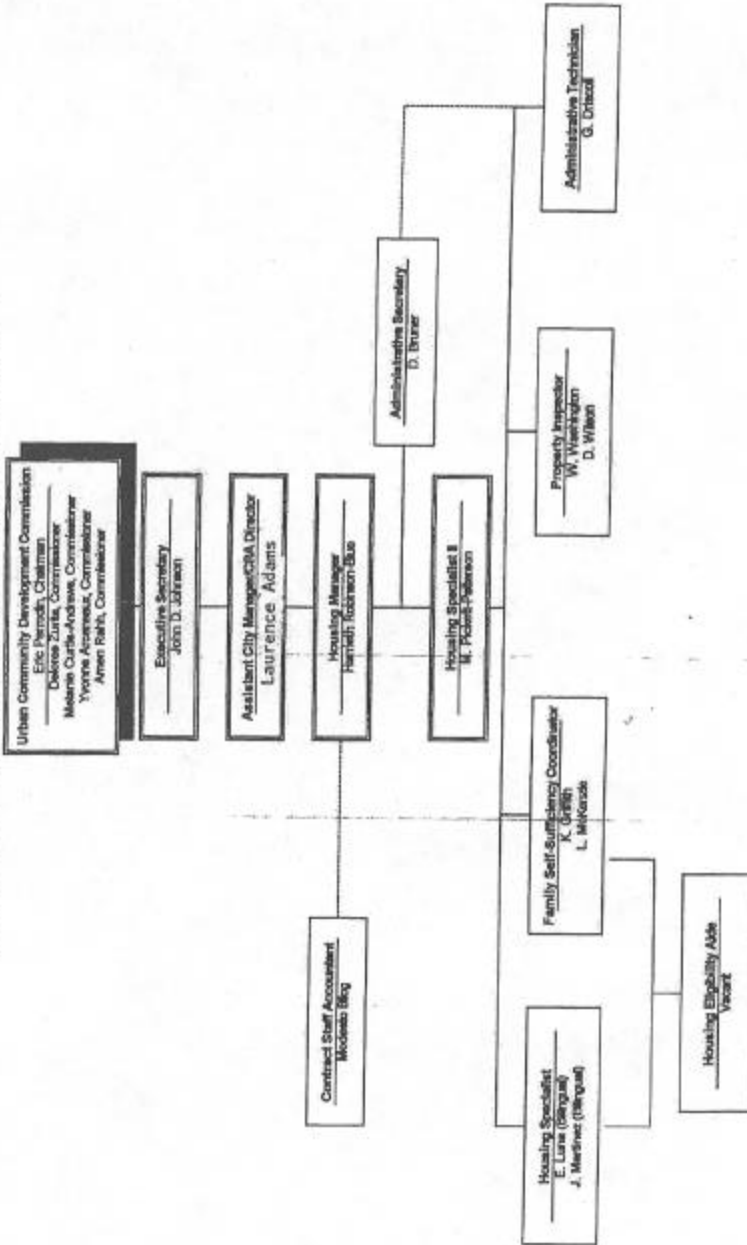 Urban Community Development Commission
Eric Perrodin, Chairman
Delores Zurita, Commissioner
Melanie Curtis-Andrews, Commissioner
Yvonne Arceneaux, Commissioner
Amen Rahh, Commissioner
Executive Secretary
John D. Johnson
Assistant City Manager/CRA Director
Laurence Adams
Housing Manager
Robinson-Blue
Contract Staff Accountant
Modesto
Administrative Secretary
D. Bruner
Housing Specialist II
M. Pickett-Patterson
Housing Specialist
E. Luna (Bilingual)
J. Martinez (Bilingual)
Family Self-Sufficiency Coordinator
K. Griffith
L. McKenzie
Property Inspector
W. Washington
D. Wilson
Administrative Technician
G. Driscoll
Housing Eligibility Aide
Vacant